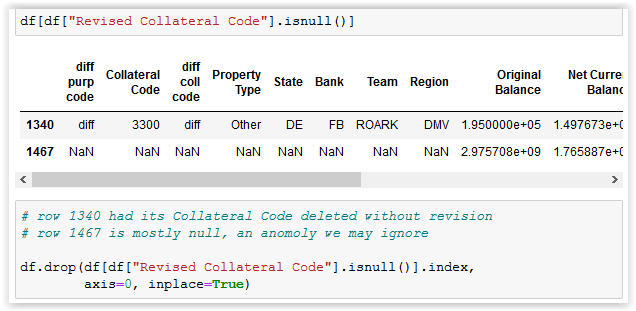 df[df["Revised Collateral Code"].isnull()]
diff purp code Collateral Code diff coll code Property Type State Bank Team Region Original Balance Net Curre Balanc
1340 diff 3300 diff Other DE FB ROARK DMV 1.950000e+05 1.497673e+0
1467 NaN NaN NaN NaN NaN NaN NaN NaN 2.975708e+09 1.765887e+0
# row 1340 had its Collateral Code deleted without revision
# row 1467 is mostly null, an anomoly we may ignore
df.drop(df[df["Revised Collateral Code"].isnull()].index,
axis=0, inplace=True)